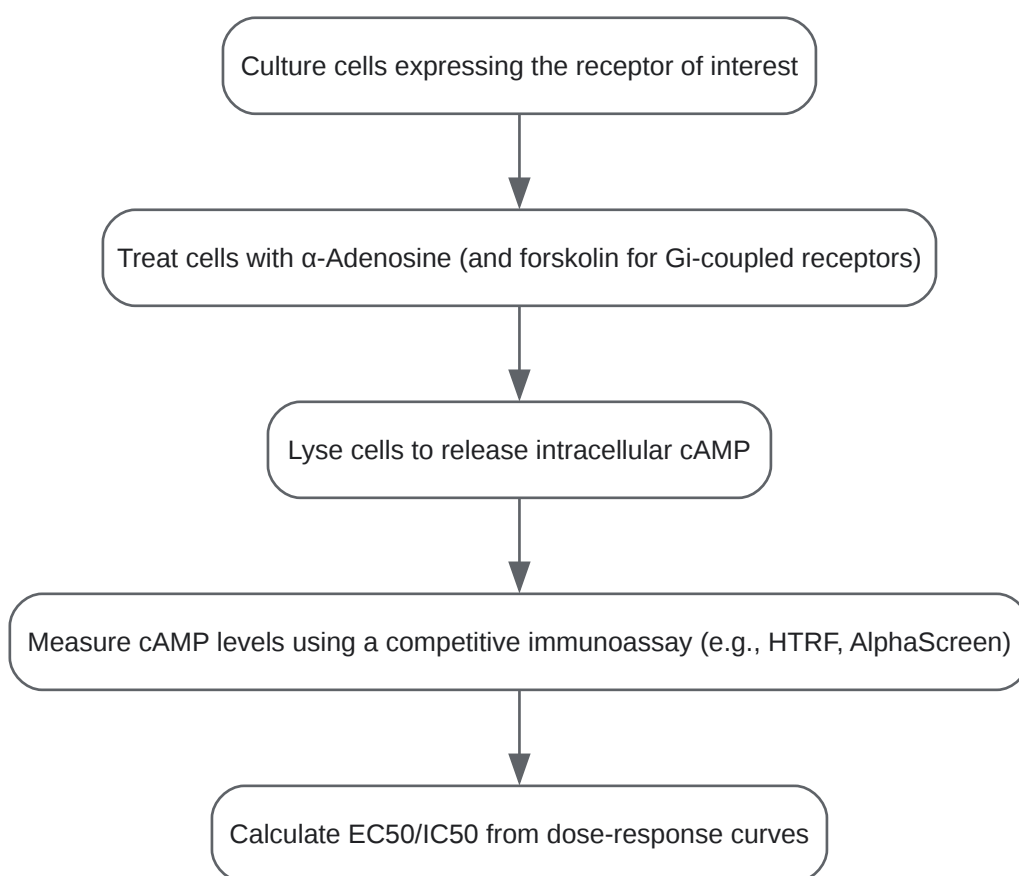 Culture cells expressing the receptor of interest
Treat cells with α-Adenosine (and forskolin for Gi-coupled receptors)
Lyse cells to release intracellular cAMP
Measure cAMP levels using a competitive immunoassay (e.g., HTRF, AlphaScreen)
Calculate EC50/IC50 from dose-response curves